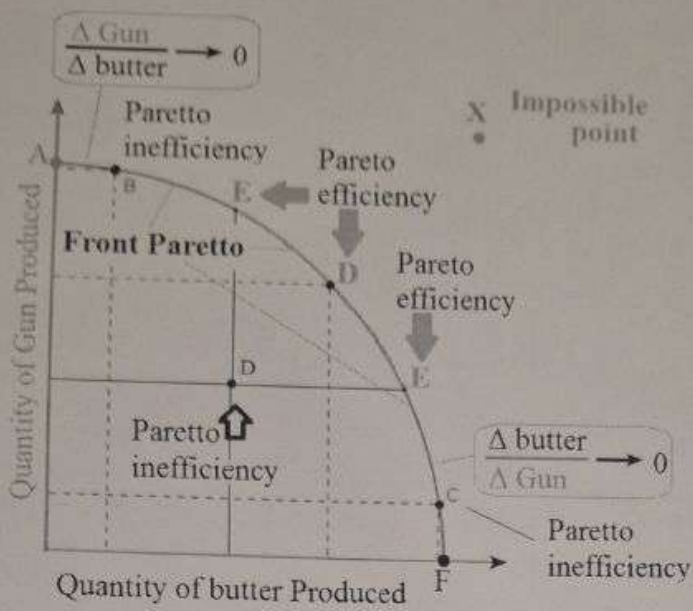 Δ Gun
Δ butter
→ 0
Paretto
inefficiency
X
Impossible
point
A
B
E
Pareto
efficiency
Front Paretto
D
Pareto
efficiency
E
D
Paretto
inefficiency
Δ butter
Δ Gun
→ 0
C
Paretto
inefficiency
F
Quantity of Gun Produced
Quantity of butter Produced